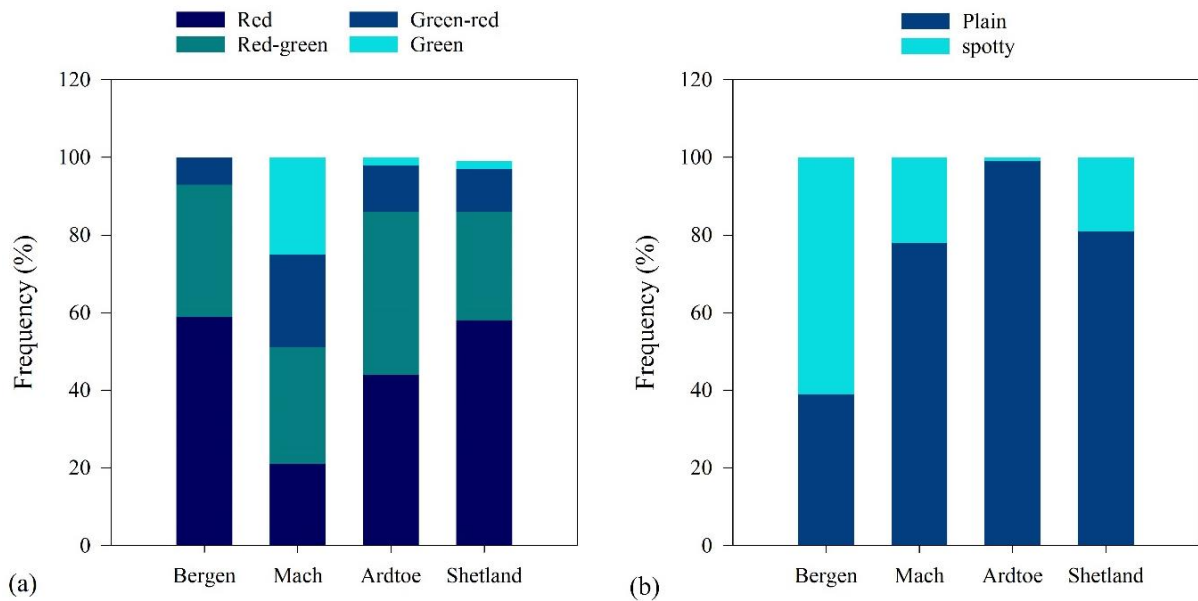 Red Green-red
Red-green Green
Frequency (%)
120
100
80
60
40
20
0
Bergen Mach Ardtoe Shetland
(a)
Plain
spotty
Frequency (%)
120
100
80
60
40
20
0
Bergen Mach Ardtoe Shetland
(b)